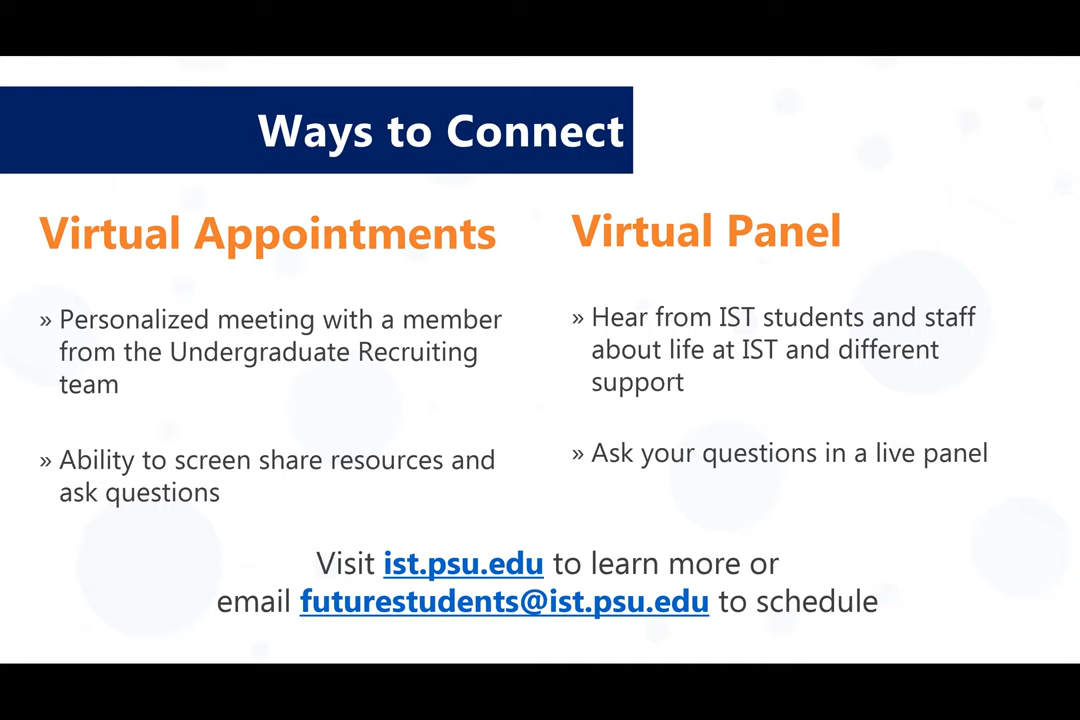 Ways to Connect
Virtual Appointments
» Personalized meeting with a member
from the Undergraduate Recruiting
team
» Ability to screen share resources and
ask questions
Virtual Panel
» Hear from IST students and staff
about life at IST and different
support
» Ask your questions in a live panel
Visit ist.psu.edu to learn more or
email futurestudents@ist.psu.edu to schedule